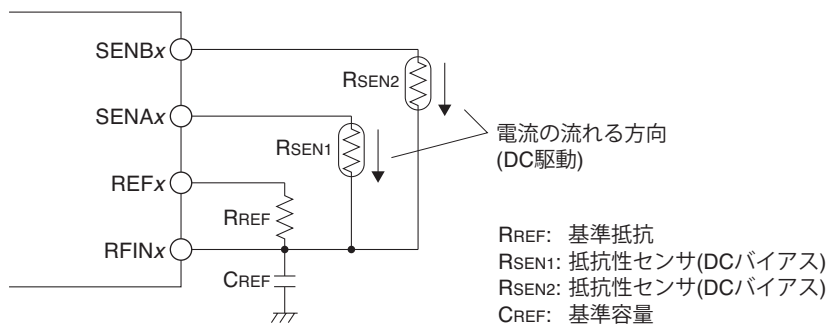 SENBx
RSEN2
SENAx
RSEN1
電流の流れる方向
(DC駆動)
REFx
RREF
RFINx
CREF
RREF: 基準抵抗
RSEN1: 抵抗性センサ(DCバイアス)
RSEN2: 抵抗性センサ(DCバイアス)
CREF: 基準容量